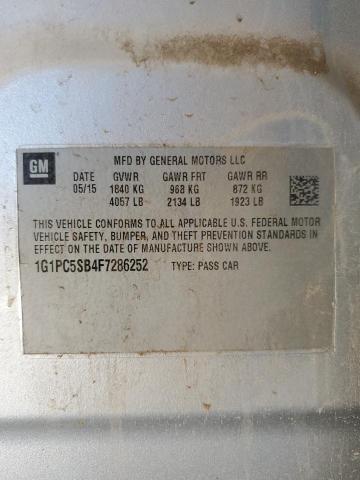 GM
MFD BY GENERAL MOTORS LLC
DATE GVWR GAWR FRT GAWR RR
05/15 1840 KG 968 KG 872 KG
4057 LB 2134 LB 1923 LB
THIS VEHICLE CONFORMS TO ALL APPLICABLE U.S. FEDERAL MOTOR
VEHICLE SAFETY, BUMPER, AND THEFT PREVENTION STANDARDS IN
EFFECT ON THE DATE OF MANUFACTURE SHOWN ABOVE.
1G1PC5SB4F7286252 TYPE: PASS CAR